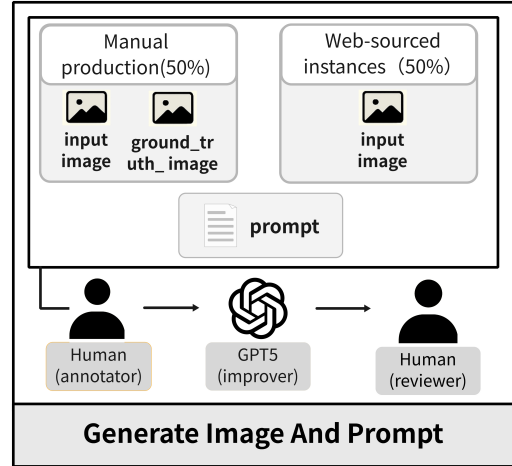 Manual
production(50%)
Web-sourced
instances（50%）
input
image
ground_tr
uth_ image
input
image
prompt
Human
(annotator)
GPT5
(improver)
Human
(reviewer)
Generate Image And Prompt